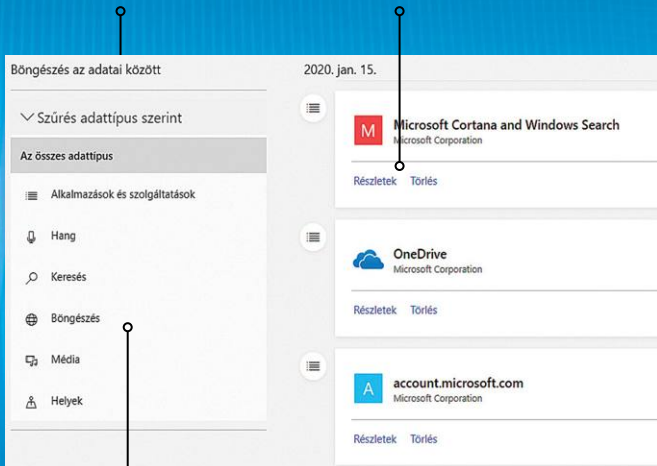 Böngészés az adatai között
Szűrés adattípus szerint
Az összes adattípus
Alkalmazások és szolgáltatások
Hang
Keresés
Böngészés
Média
Helyek
2020. jan. 15.
M
Microsoft Cortana and Windows Search
Microsoft Corporation
Részletek Törlés
OneDrive
Microsoft Corporation
Részletek Törlés
A
account.microsoft.com
Microsoft Corporation
Részletek Törlés